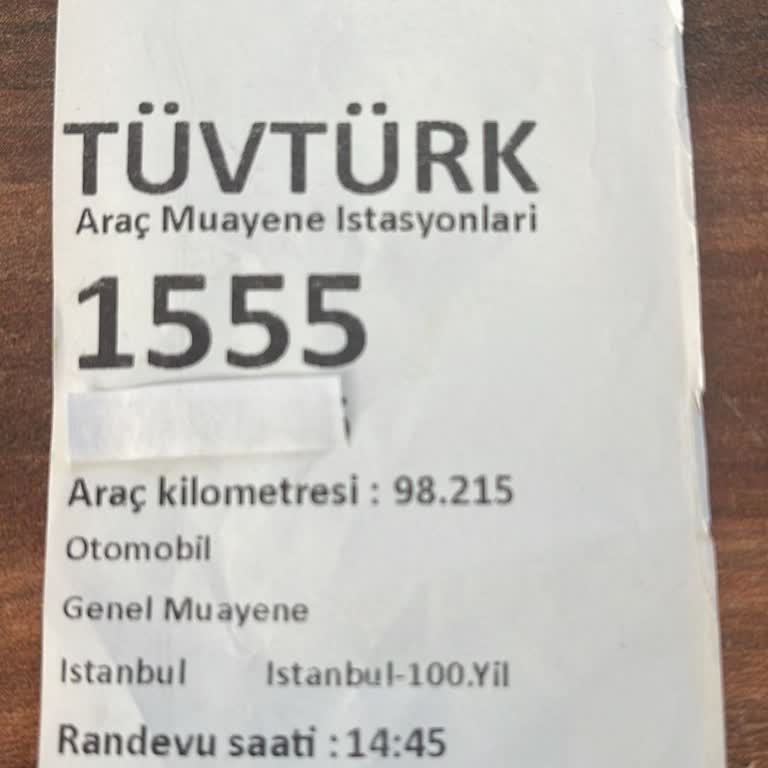 TÜVTÜRK
Araç Muayene Istasyonlari
1555
Araç kilometresi : 98.215
Otomobil
Genel Muayene
Istanbul Istanbul-100.Yil
Randevu saati :14:45